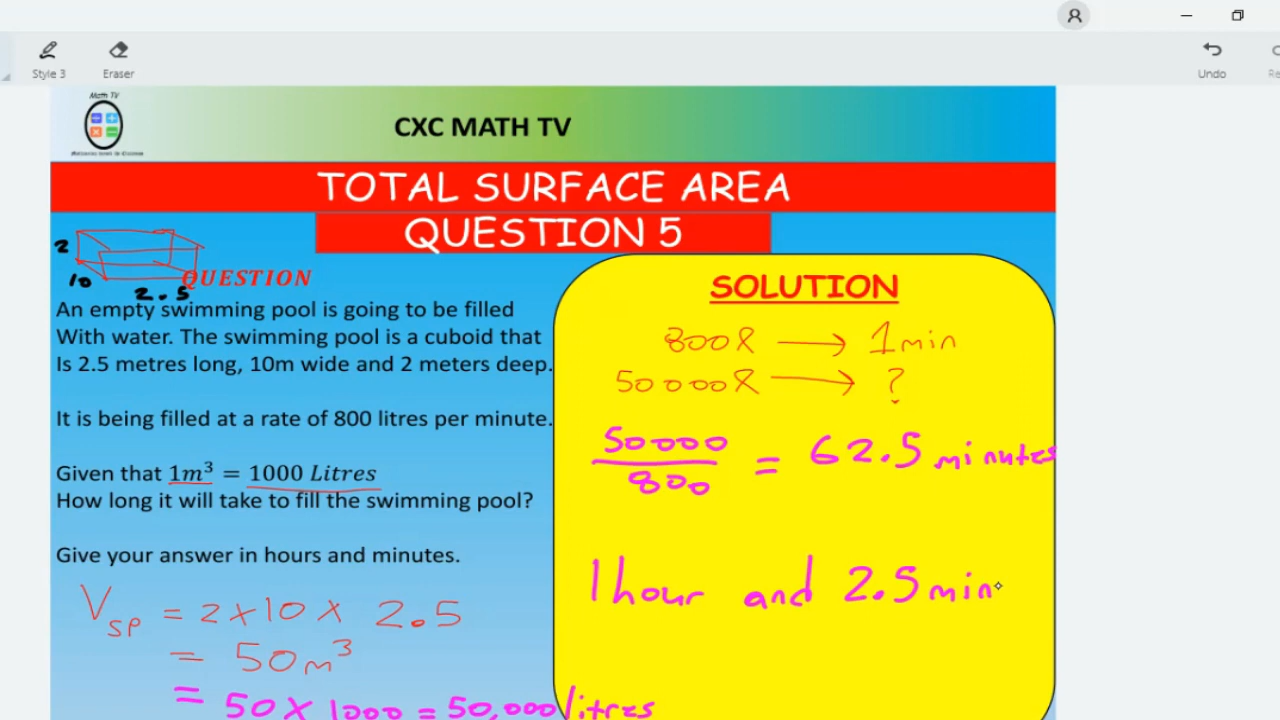 Style 3
Eraser
Undo
Math TV
CXC MATH TV
TOTAL SURFACE AREA
QUESTION 5
2
10
2.5
QUESTION
An empty swimming pool is going to be filled
With water. The swimming pool is a cuboid that
Is 2.5 metres long, 10m wide and 2 meters deep.
It is being filled at a rate of 800 litres per minute.
Given that 1m³ = 1000 Litres
How long it will take to fill the swimming pool?
Give your answer in hours and minutes.
V_SP = 2 x 10 x 2.5
= 50m³
= 50 x 1000 = 50,000 litres
SOLUTION
800ℓ → 1min
50000ℓ → ?
50000/800 = 62.5 minutes
1 hour and 2.5 min